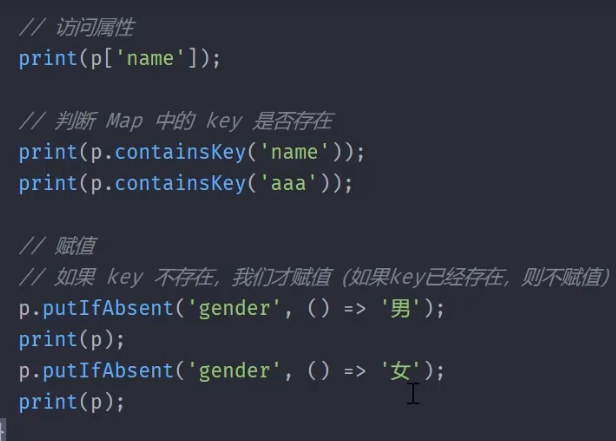 // 访问属性
print(p['name']);
// 判断 Map 中的 key 是否存在
print(p.containsKey('name'));
print(p.containsKey('aaa'));
// 赋值
// 如果 key 不存在，我们才赋值（如果key已经存在，则不赋值）
p.putIfAbsent('gender', () => '男');
print(p);
p.putIfAbsent('gender', () => '女');
print(p);
}